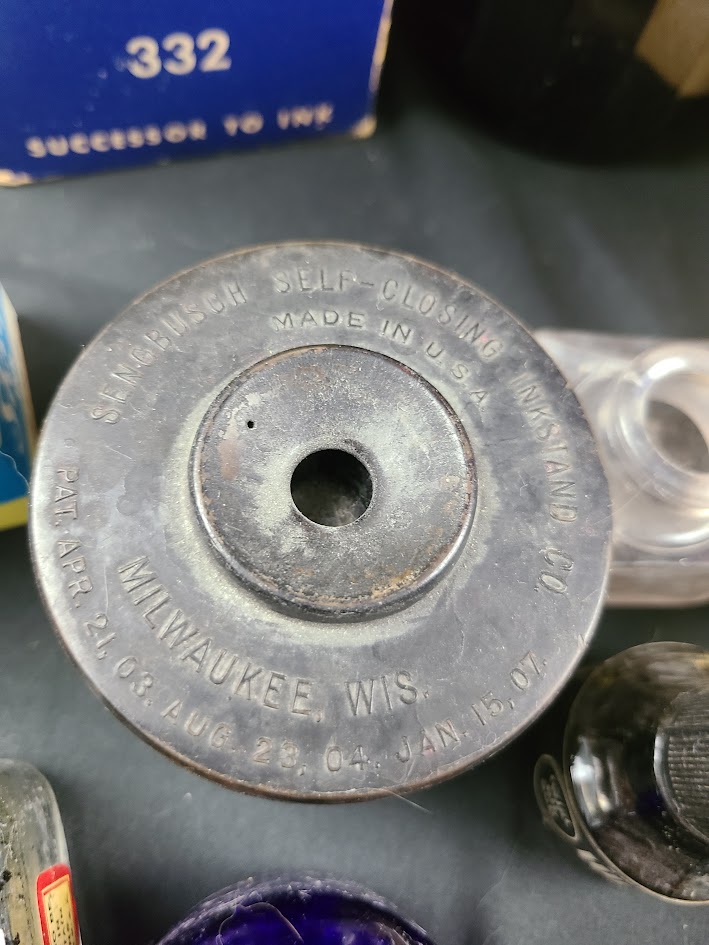 332
SUCCESSOR TO INK
SENGBUSCH SELF-CLOSING INKSTAND CO.
MADE IN U.S.A
MILWAUKEE, WIS.
PAT. APR. 21, 03. AUG. 23, 04. JAN. 15, 07.